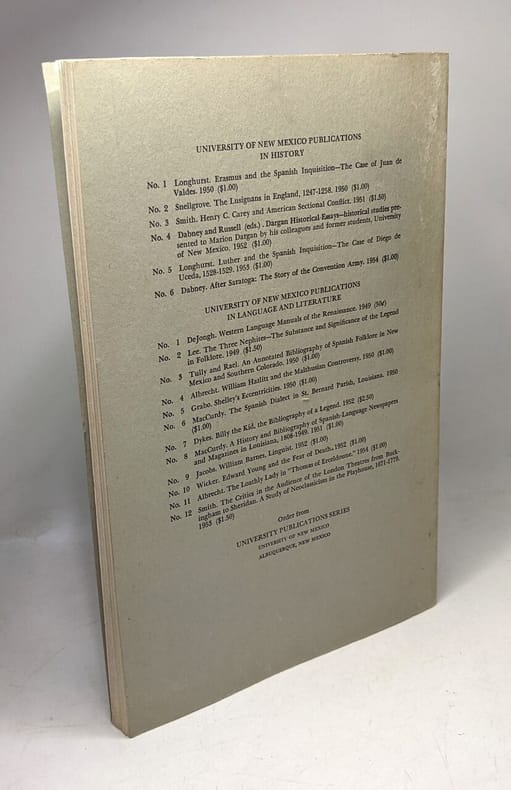 UNIVERSITY OF NEW MEXICO PUBLICATIONS
IN HISTORY
No. 1 Longhurst. Erasmus and the Spanish Inquisition—The Case of Juan de
Valdes. 1950 ($1.00)
No. 2 Snellgrove. The Lusignans in England, 1247-1258. 1950 ($1.00)
No. 3 Smith. Henry C. Carey and American Sectional Conflict. 1951 ($1.50)
No. 4 Dabney and Russell (eds.). Dargan Historical Essays—historical studies pre-
sented to Marion Dargan by his colleagues and former students, University
of New Mexico. 1952 ($1.00)
No. 5 Longhurst. Luther and the Spanish Inquisition—The Case of Diego de
Uceda, 1528-1529. 1953 ($1.00)
No. 6 Dabney. After Saratoga: The Story of the Convention Army. 1954 ($1.00)
UNIVERSITY OF NEW MEXICO PUBLICATIONS
IN LANGUAGE AND LITERATURE
No. 1 DeJongh. Western Language Manuals of the Renaissance. 1949 (50¢)
No. 2 Lee. The Three Nephites—The Substance and Significance of the Legend
in Folklore. 1949 ($1.50)
No. 3 Tully and Rael. An Annotated Bibliography of Spanish Folklore in New
Mexico and Southern Colorado. 1950 ($1.00)
No. 4 Albrecht. William Hazlitt and the Malthusian Controversy. 1950 ($1.00)
No. 5 Grabo. Shelley's Eccentricities. 1950 ($1.00)
No. 6 MacCurdy. The Spanish Dialect in St. Bernard Parish, Louisiana. 1950
($1.00)
No. 7 Dykes. Billy the Kid, the Bibliography of a Legend. 1952 ($2.50)
No. 8 MacCurdy. A History and Bibliography of Spanish-Language Newspapers
and Magazines in Louisiana, 1808-1949. 1951 ($1.00)
No. 9 Jacobs. William Barnes, Linguist. 1952 ($1.00)
No. 10 Wicker. Edward Young and the Fear of Death. 1952 ($1.00)
No. 11 Albrecht. The Loathly Lady in "Thomas of Erceldoune." 1954 ($1.00)
No. 12 Smith. The Critics in the Audience of the London Theatres from Buck-
ingham to Sheridan. A Study of Neoclassicism in the Playhouse, 1671-1779.
1953 ($1.50)
Order from
UNIVERSITY PUBLICATIONS SERIES
UNIVERSITY OF NEW MEXICO
ALBUQUERQUE, NEW MEXICO